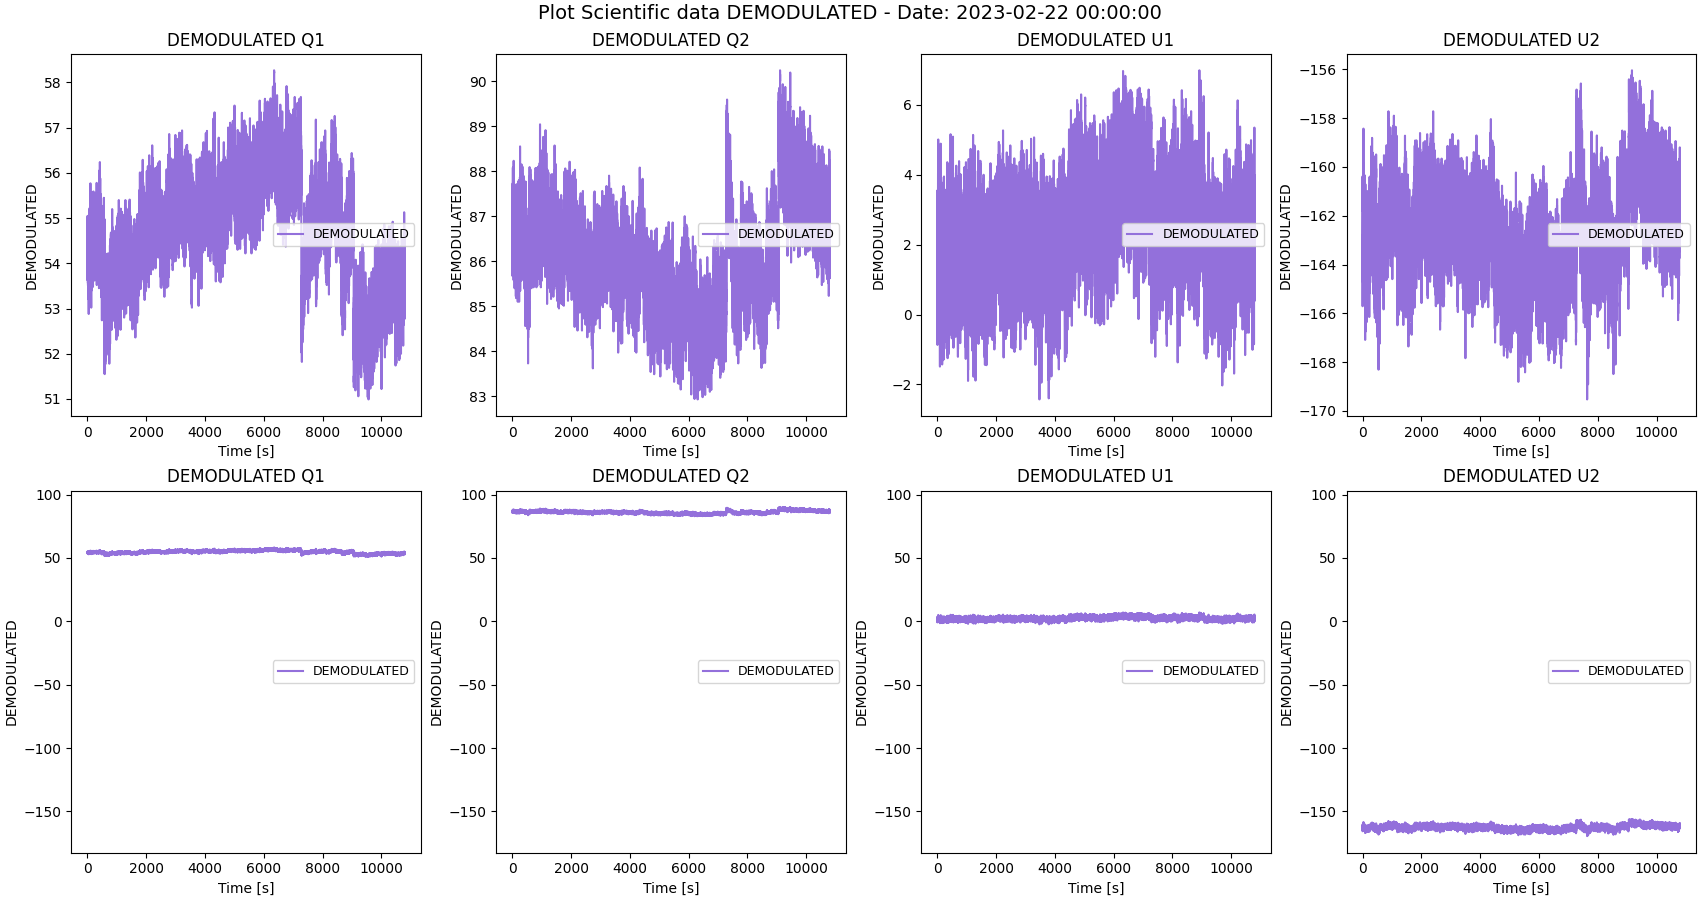 Plot Scientific data DEMODULATED - Date: 2023-02-22 00:00:00
DEMODULATED Q1
DEMODULATED
58
57
56
55
54
53
52
51
DEMODULATED
0 2000 4000 6000 8000 10000
Time [s]
DEMODULATED Q2
DEMODULATED
90
89
88
87
86
85
84
83
DEMODULATED
0 2000 4000 6000 8000 10000
Time [s]
DEMODULATED U1
DEMODULATED
6
4
2
0
−2
DEMODULATED
0 2000 4000 6000 8000 10000
Time [s]
DEMODULATED U2
DEMODULATED
−156
−158
−160
−162
−164
−166
−168
−170
DEMODULATED
0 2000 4000 6000 8000 10000
Time [s]
DEMODULATED Q1
DEMODULATED
100
50
0
−50
−100
−150
DEMODULATED
0 2000 4000 6000 8000 10000
Time [s]
DEMODULATED Q2
DEMODULATED
100
50
0
−50
−100
−150
DEMODULATED
0 2000 4000 6000 8000 10000
Time [s]
DEMODULATED U1
DEMODULATED
100
50
0
−50
−100
−150
DEMODULATED
0 2000 4000 6000 8000 10000
Time [s]
DEMODULATED U2
DEMODULATED
100
50
0
−50
−100
−150
DEMODULATED
0 2000 4000 6000 8000 10000
Time [s]